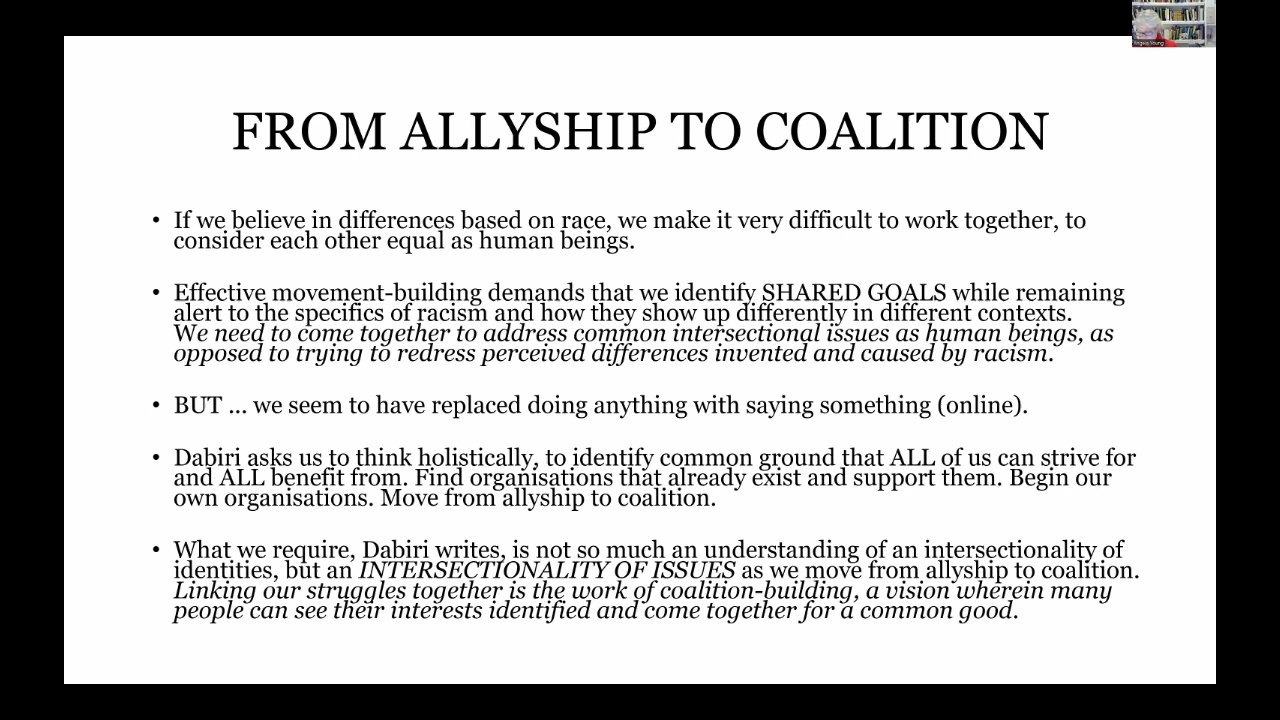 FROM ALLYSHIP TO COALITION
• If we believe in differences based on race, we make it very difficult to work together, to
consider each other equal as human beings.
• Effective movement-building demands that we identify SHARED GOALS while remaining
alert to the specifics of racism and how they show up differently in different contexts.
We need to come together to address common intersectional issues as human beings, as
opposed to trying to redress perceived differences invented and caused by racism.
• BUT ... we seem to have replaced doing anything with saying something (online).
• Dabiri asks us to think holistically, to identify common ground that ALL of us can strive for
and ALL benefit from. Find organisations that already exist and support them. Begin our
own organisations. Move from allyship to coalition.
• What we require, Dabiri writes, is not so much an understanding of an intersectionality of
identities, but an INTERSECTIONALITY OF ISSUES as we move from allyship to coalition.
Linking our struggles together is the work of coalition-building, a vision wherein many
people can see their interests identified and come together for a common good.
Angela Young